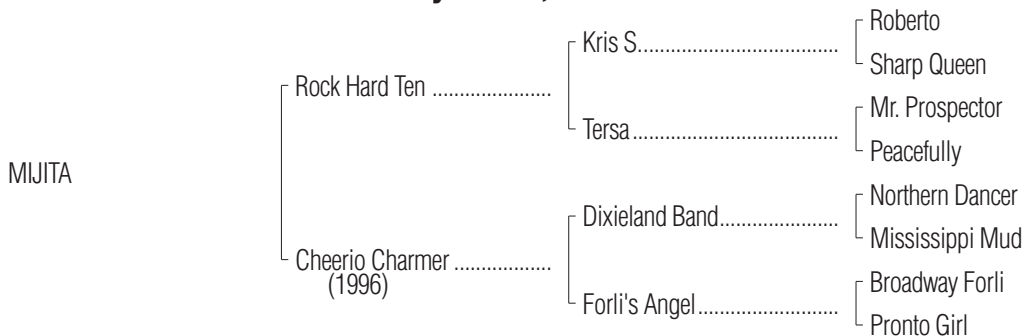 Roberto
Kris S.......................................
Sharp Queen
Rock Hard Ten ......................
Mr. Prospector
Tersa........................................
Peacefully
MIJITA
Northern Dancer
Dixieland Band........................
Mississippi Mud
Cheerio Charmer ..................
(1996)
Broadway Forli
Forli's Angel............................
Pronto Girl